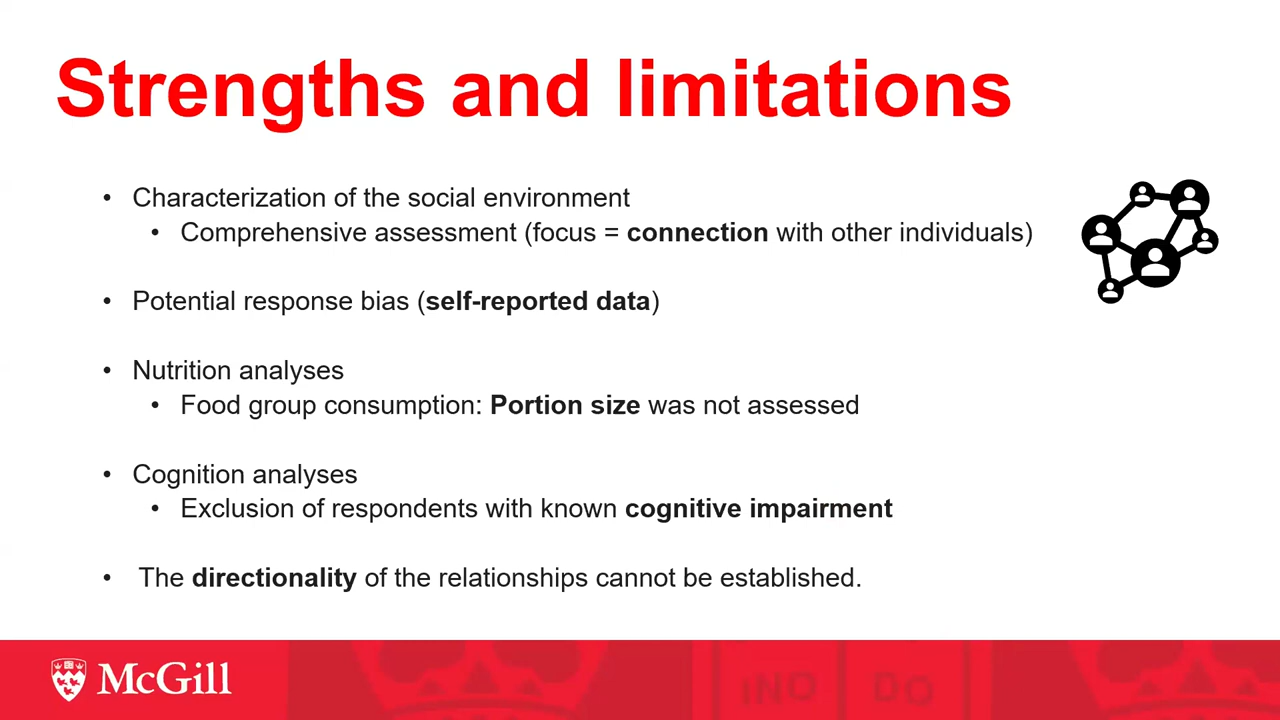 Strengths and limitations
• Characterization of the social environment
• Comprehensive assessment (focus = connection with other individuals)
• Potential response bias (self-reported data)
• Nutrition analyses
• Food group consumption: Portion size was not assessed
• Cognition analyses
• Exclusion of respondents with known cognitive impairment
• The directionality of the relationships cannot be established.
McGill
INO DO